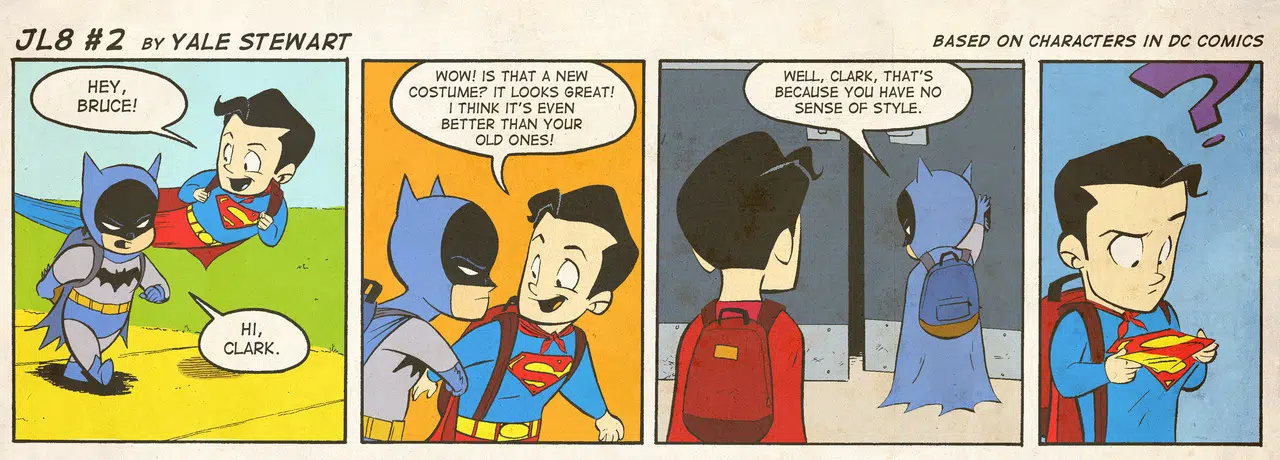 JL8 #2 BY YALE STEWART
BASED ON CHARACTERS IN DC COMICS
HEY,
BRUCE!
HI,
CLARK.
WOW! IS THAT A NEW
COSTUME? IT LOOKS GREAT!
I THINK IT'S EVEN
BETTER THAN YOUR
OLD ONES!
WELL, CLARK, THAT'S
BECAUSE YOU HAVE NO
SENSE OF STYLE.
?